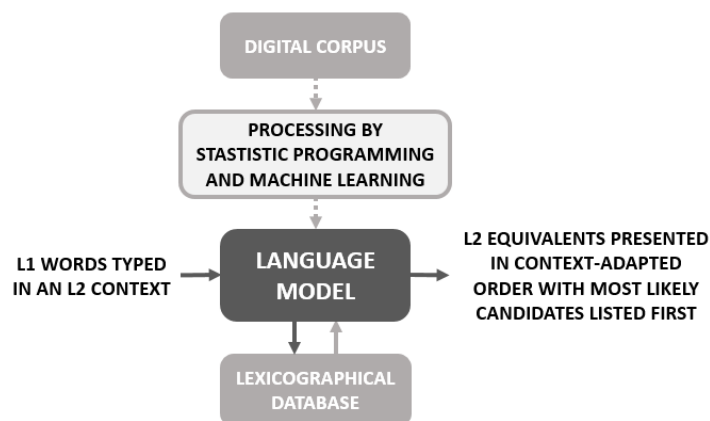 DIGITAL CORPUS
PROCESSING BY
STASTISTIC PROGRAMMING
AND MACHINE LEARNING
L1 WORDS TYPED
IN AN L2 CONTEXT
LANGUAGE
MODEL
L2 EQUIVALENTS PRESENTED
IN CONTEXT-ADAPTED
ORDER WITH MOST LIKELY
CANDIDATES LISTED FIRST
LEXICOGRAPHICAL
DATABASE